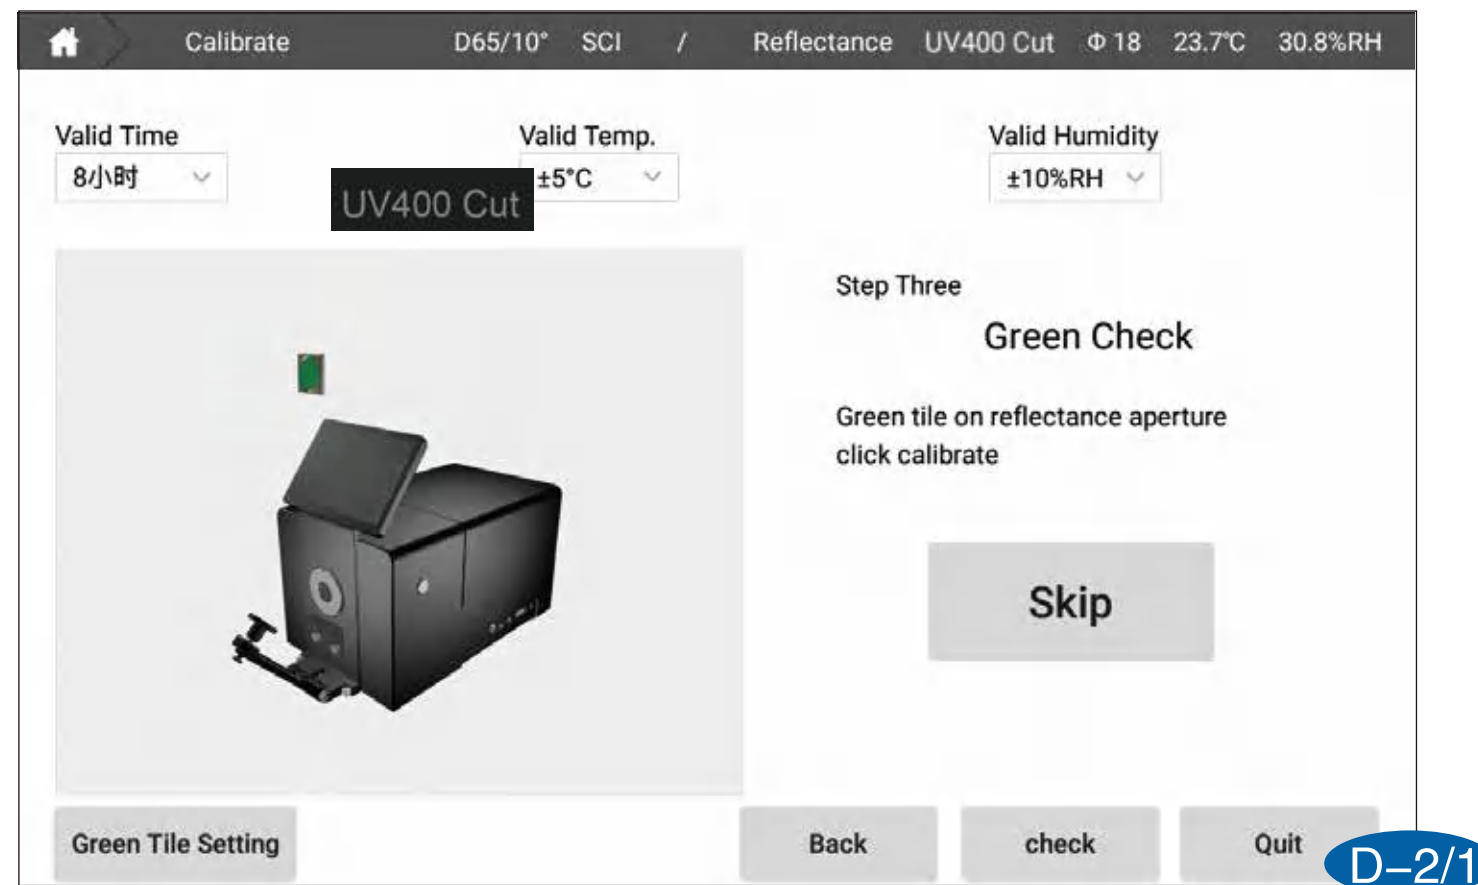 Calibrate D65/10° SCI / Reflectance UV400 Cut Φ 18 23.7℃ 30.8%RH
Valid Time Valid Temp. Valid Humidity
8小时 ±5°C ±10%RH
UV400 Cut
Step Three
Green Check
Green tile on reflectance aperture
click calibrate
Skip
Green Tile Setting Back check Quit
D–2/1